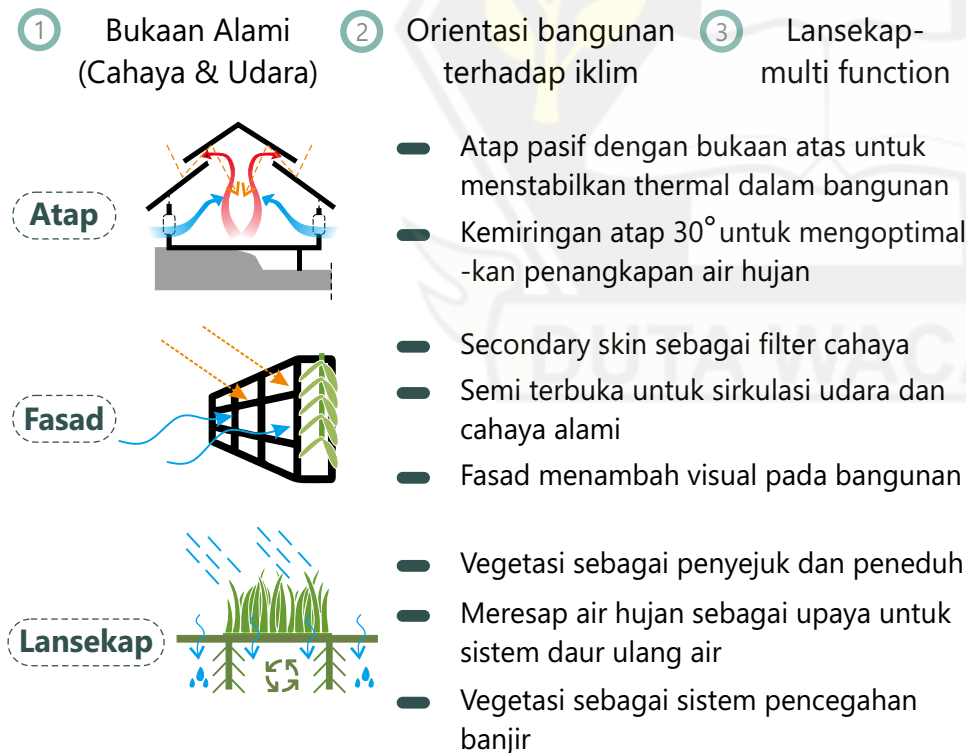 1
Bukaan Alami
(Cahaya & Udara)
2
Orientasi bangunan
terhadap iklim
3
Lansekap-
multi function
Atap
Atap pasif dengan bukaan atas untuk
menstabilkan thermal dalam bangunan
Kemiringan atap 30° untuk mengoptimal
-kan penangkapan air hujan
Fasad
Secondary skin sebagai filter cahaya
Semi terbuka untuk sirkulasi udara dan
cahaya alami
Fasad menambah visual pada bangunan
Lansekap
Vegetasi sebagai penyejuk dan peneduh
Meresap air hujan sebagai upaya untuk
sistem daur ulang air
Vegetasi sebagai sistem pencegahan
banjir
DUTA WACA